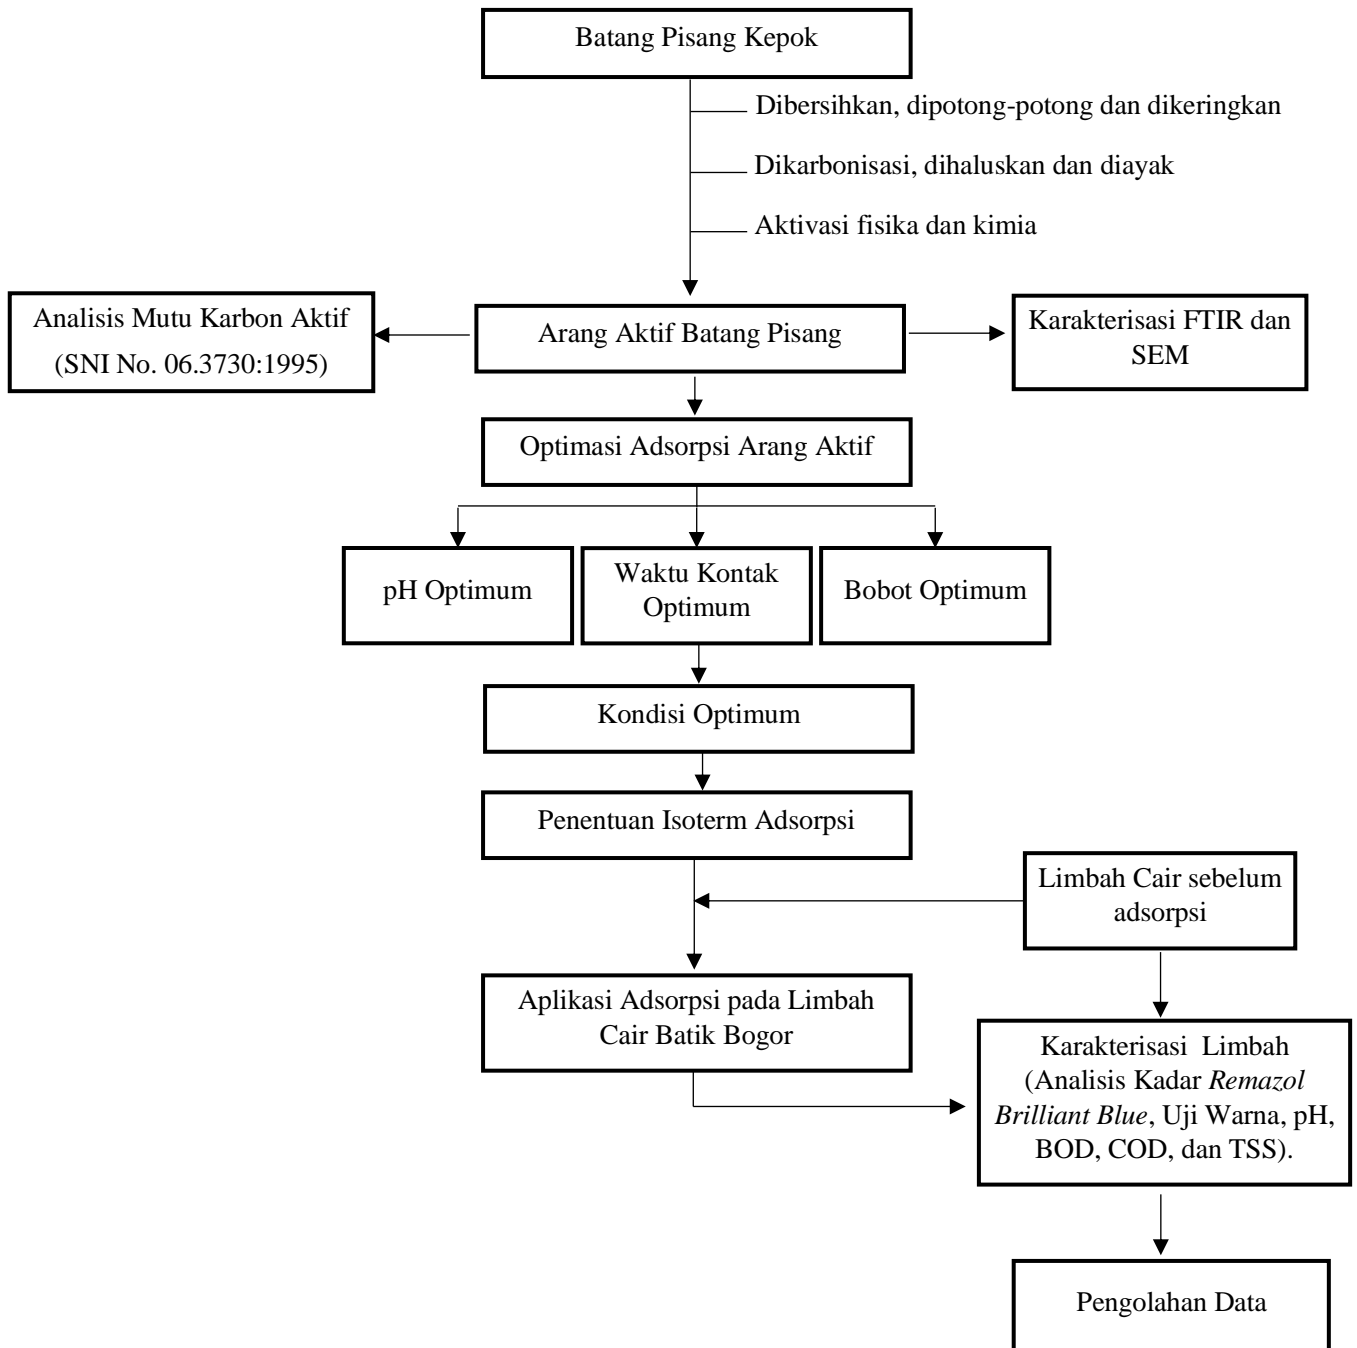 Batang Pisang Kepok
Dibersihkan, dipotong-potong dan dikeringkan
Dikarbonisasi, dihaluskan dan diayak
Aktivasi fisika dan kimia
Analisis Mutu Karbon Aktif
(SNI No. 06.3730:1995)
Arang Aktif Batang Pisang
Karakterisasi FTIR dan
SEM
Optimasi Adsorpsi Arang Aktif
pH Optimum
Waktu Kontak
Optimum
Bobot Optimum
Kondisi Optimum
Penentuan Isoterm Adsorpsi
Limbah Cair sebelum
adsorpsi
Aplikasi Adsorpsi pada Limbah
Cair Batik Bogor
Karakterisasi Limbah
(Analisis Kadar Remazol
Brilliant Blue, Uji Warna, pH,
BOD, COD, dan TSS).
Pengolahan Data